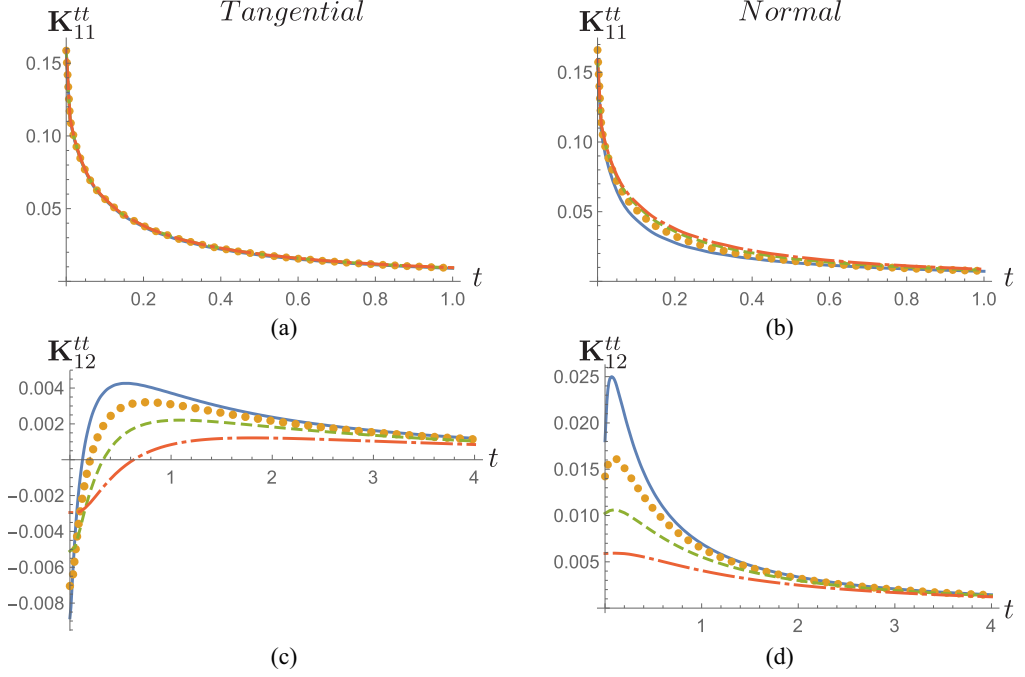 Tangential
Normal
K^{tt}_{11}
0.15
0.10
0.05
0.2 0.4 0.6 0.8 1.0 t
(a)
K^{tt}_{11}
0.15
0.10
0.05
0.2 0.4 0.6 0.8 1.0 t
(b)
K^{tt}_{12}
0.004
0.002
−0.002
−0.004
−0.006
−0.008
1 2 3 4 t
(c)
K^{tt}_{12}
0.025
0.020
0.015
0.010
0.005
1 2 3 4 t
(d)